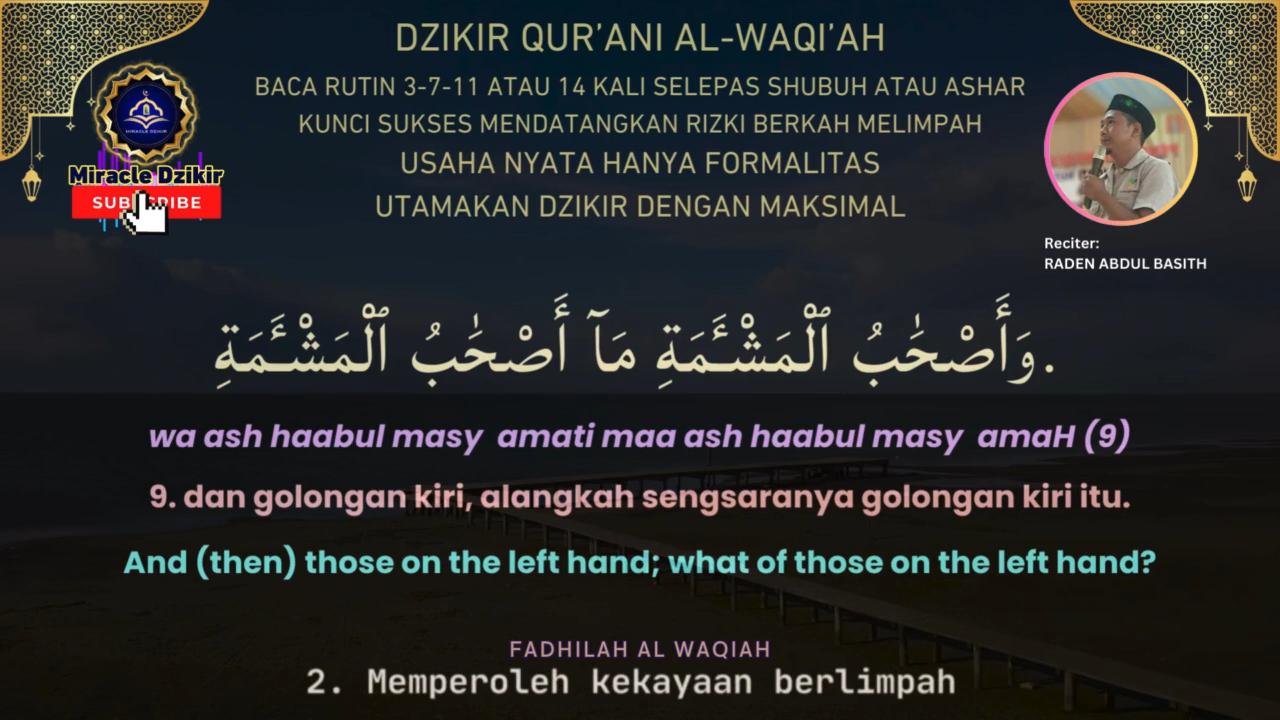 DZIKIR QUR'ANI AL-WAQI'AH
BACA RUTIN 3-7-11 ATAU 14 KALI SELEPAS SHUBUH ATAU ASHAR
KUNCI SUKSES MENDATANGKAN RIZKI BERKAH MELIMPAH
USAHA NYATA HANYA FORMALITAS
UTAMAKAN DZIKIR DENGAN MAKSIMAL
MIRACLE DZIKIR
Miracle Dzikir
SUBSCRIBE
Reciter:
RADEN ABDUL BASITH
وَأَصْحَٰبُ ٱلْمَشْـَٔمَةِ مَآ أَصْحَٰبُ ٱلْمَشْـَٔمَةِ.
wa ash haabul masy amati maa ash haabul masy amaH (9)
9. dan golongan kiri, alangkah sengsaranya golongan kiri itu.
And (then) those on the left hand; what of those on the left hand?
FADHILAH AL WAQIAH
2. Memperoleh kekayaan berlimpah